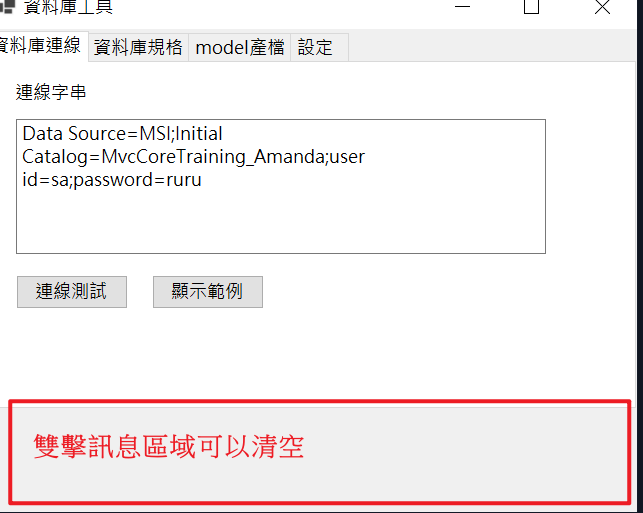 資料庫工具
資料庫連線 資料庫規格 model產檔 設定
連線字串
Data Source=MSI;Initial
Catalog=MvcCoreTraining_Amanda;user
id=sa;password=ruru
連線測試 顯示範例
雙擊訊息區域可以清空